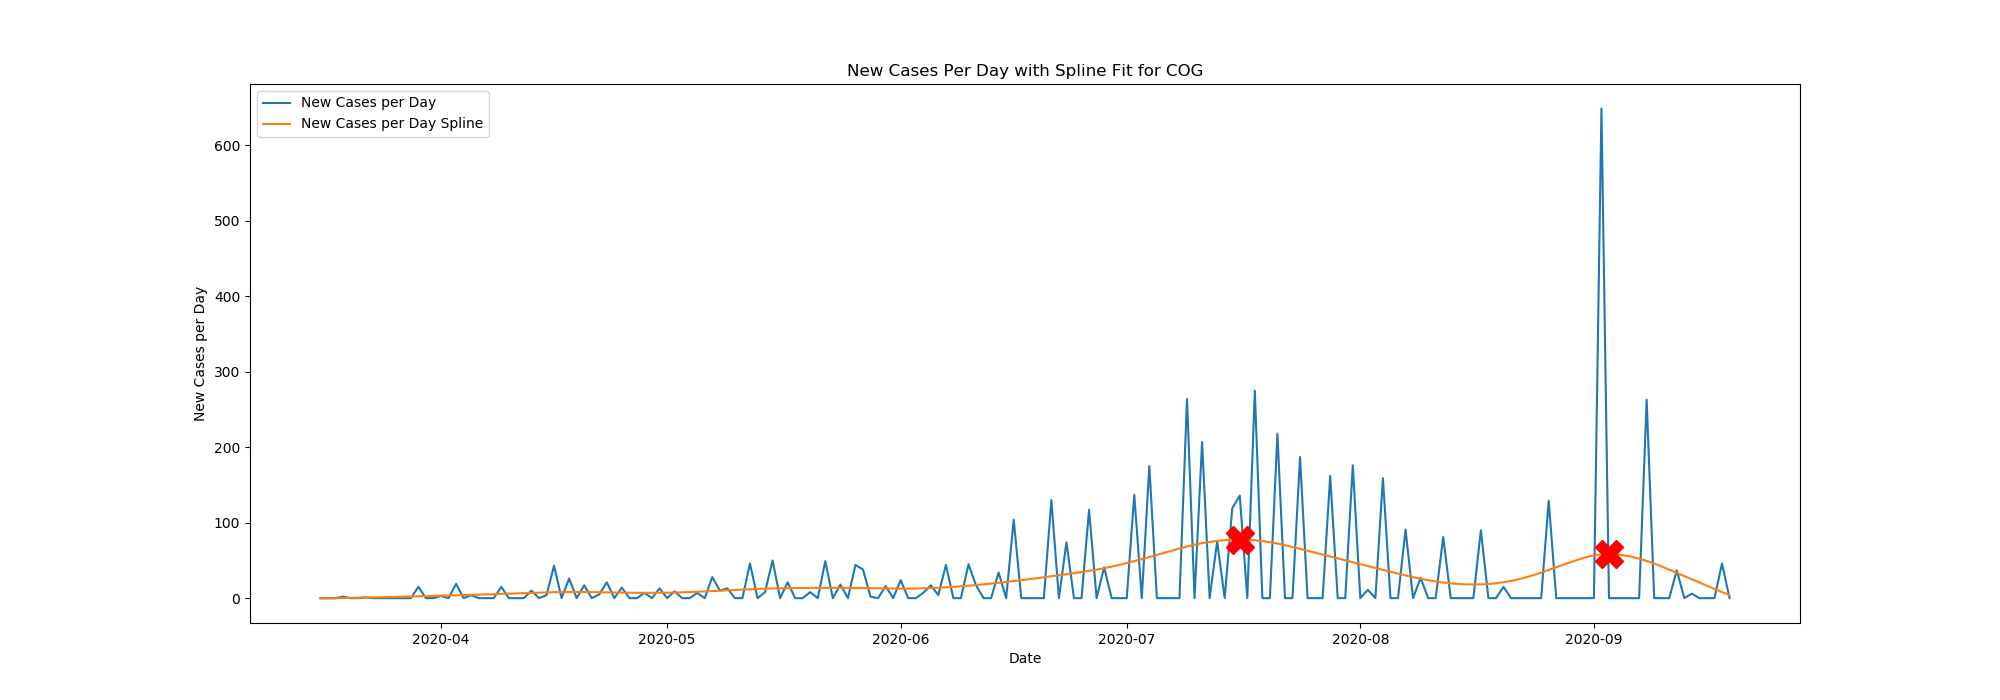 New Cases Per Day with Spline Fit for COG
New Cases per Day
New Cases per Day Spline
600
500
400
300
200
100
0
New Cases per Day
2020-04
2020-05
2020-06
2020-07
2020-08
2020-09
Date